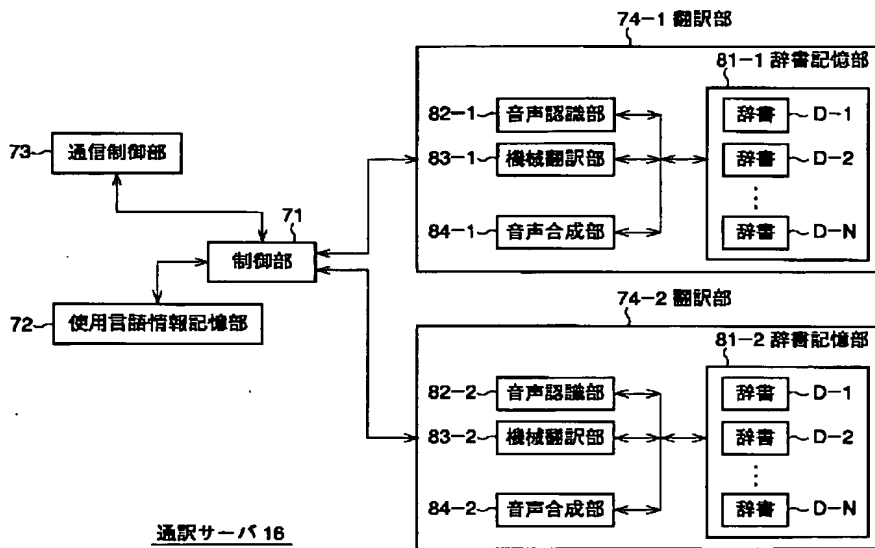 74-1 翻訳部
81-1 辞書記憶部
82-1 音声認識部 辞書 D-1
73 通信制御部
83-1 機械翻訳部 辞書 D-2
71
84-1 音声合成部 辞書 D-N
制御部
74-2 翻訳部
72 使用言語情報記憶部
81-2 辞書記憶部
82-2 音声認識部 辞書 D-1
83-2 機械翻訳部 辞書 D-2
84-2 音声合成部 辞書 D-N
通訳サーバ 16